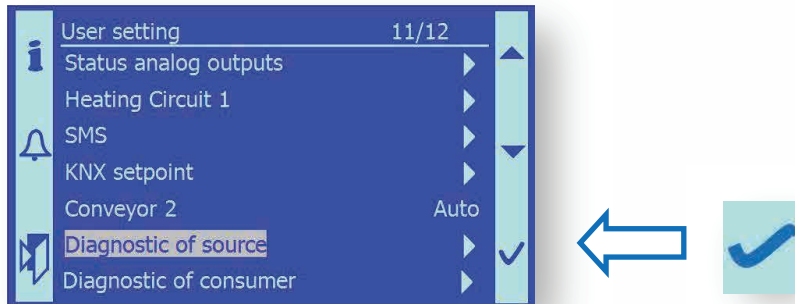 User setting 11/12
Status analog outputs
Heating Circuit 1
SMS
KNX setpoint
Conveyor 2 Auto
Diagnostic of source
Diagnostic of consumer